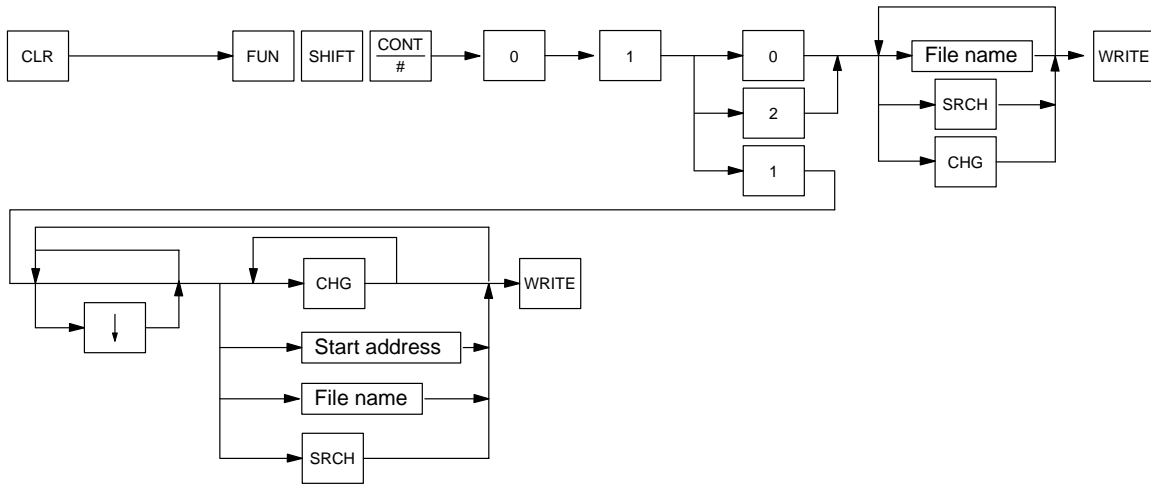 CLR FUN SHIFT CONT/# 0 1 0 File name WRITE
2 SRCH
1 CHG
CHG WRITE
↓ Start address
File name
SRCH